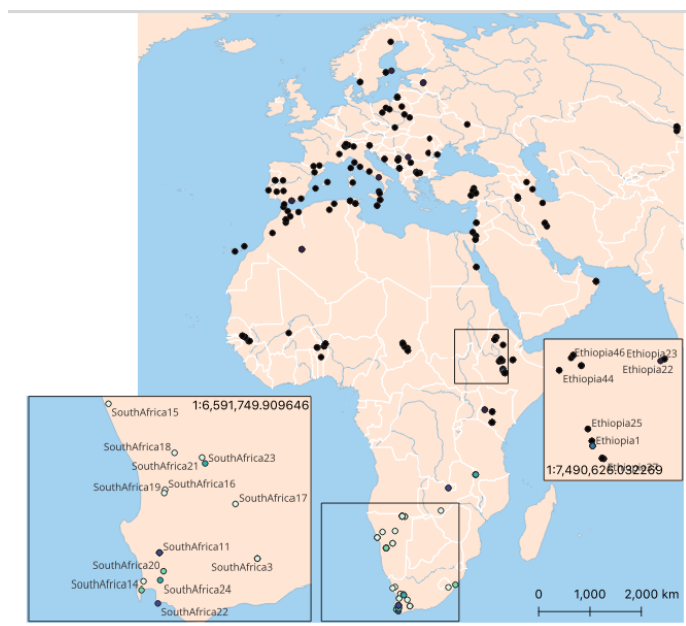 Ethiopia46
Ethiopia23
Ethiopia22
Ethiopia44
Ethiopia25
Ethiopia1
1:7,490,626.032269
1:6,591,749.909646
SouthAfrica15
SouthAfrica18
SouthAfrica23
SouthAfrica21
SouthAfrica16
SouthAfrica19
SouthAfrica17
SouthAfrica11
SouthAfrica20
SouthAfrica3
SouthAfrica14
SouthAfrica24
SouthAfrica22
0 1,000 2,000 km